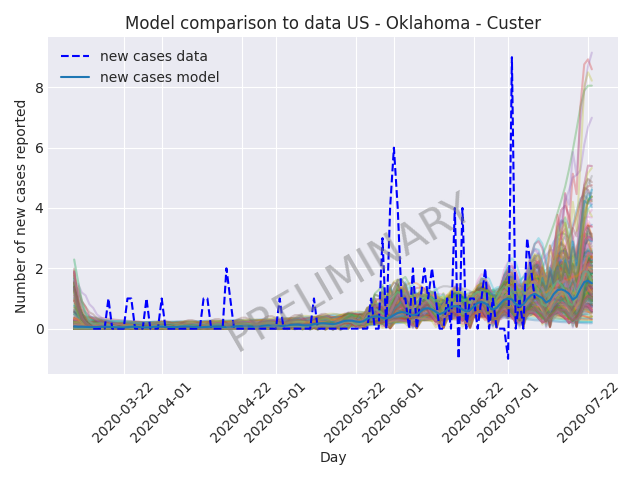 Model comparison to data US - Oklahoma - Custer
new cases data
new cases model
Number of new cases reported
8
6
4
2
0
PRELIMINARY
2020-03-22
2020-04-01
2020-04-22
2020-05-01
2020-05-22
2020-06-01
2020-06-22
2020-07-01
2020-07-22
Day